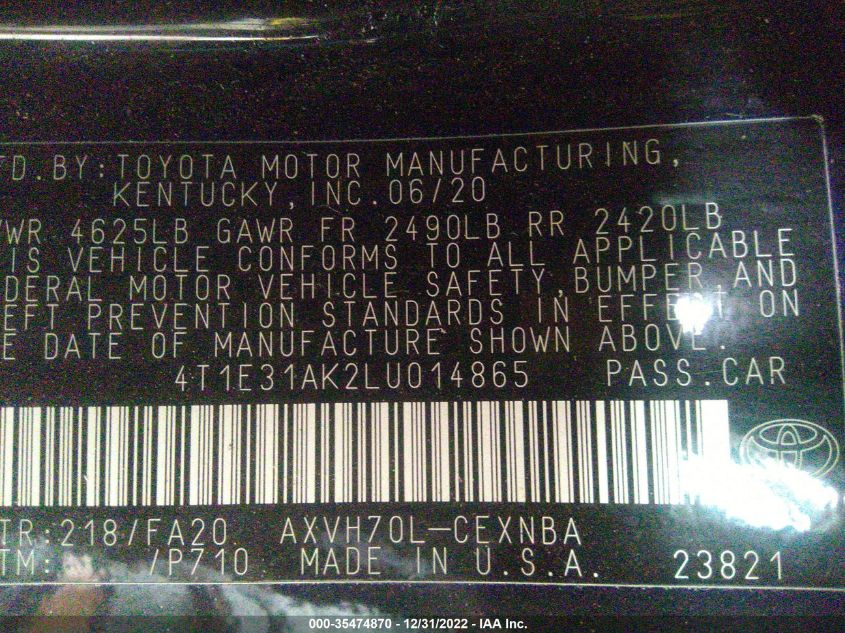 TD.BY:TOYOTA MOTOR MANUFACTURING,
KENTUCKY,INC.06/20
VWR 4625LB GAWR FR 2490LB RR 2420LB
IS VEHICLE CONFORMS TO ALL APPLICABLE
DERAL MOTOR VEHICLE SAFETY,BUMPER,AND
EFT PREVENTION STANDARDS IN EFFECT ON
E DATE OF MANUFACTURE SHOWN ABOVE.
4T1E31AK2LU014865 PASS.CAR
TR:218/FA20 AXVH70L-CEXNBA
TM: /P710 MADE IN U.S.A. 23821
000-35474870 - 12/31/2022 - IAA Inc.